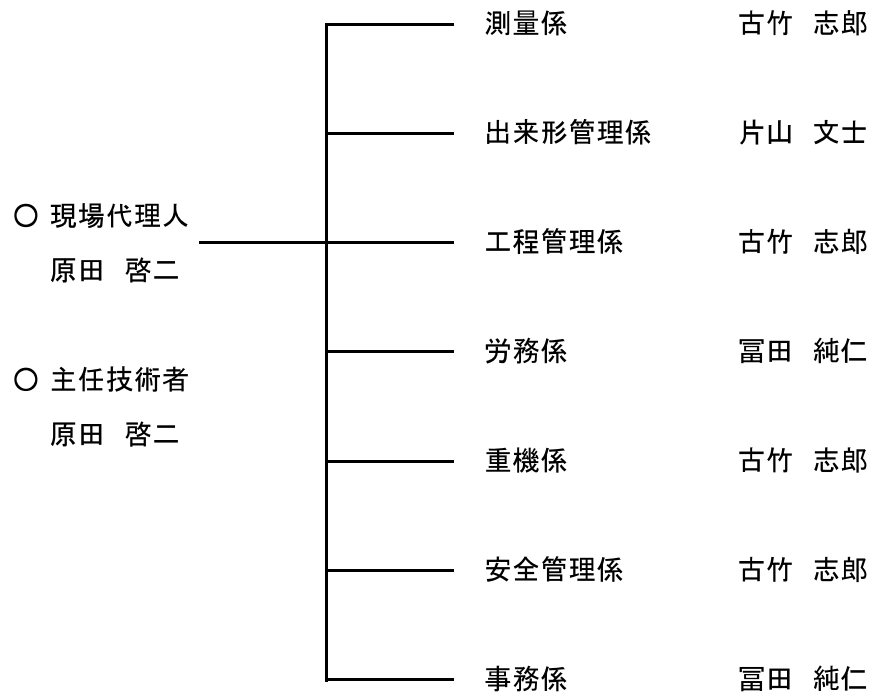 測量係 古竹 志郎
出来形管理係 片山 文士
〇 現場代理人
原田 啓二
工程管理係 古竹 志郎
労務係 冨田 純仁
〇 主任技術者
原田 啓二
重機係 古竹 志郎
安全管理係 古竹 志郎
事務係 冨田 純仁